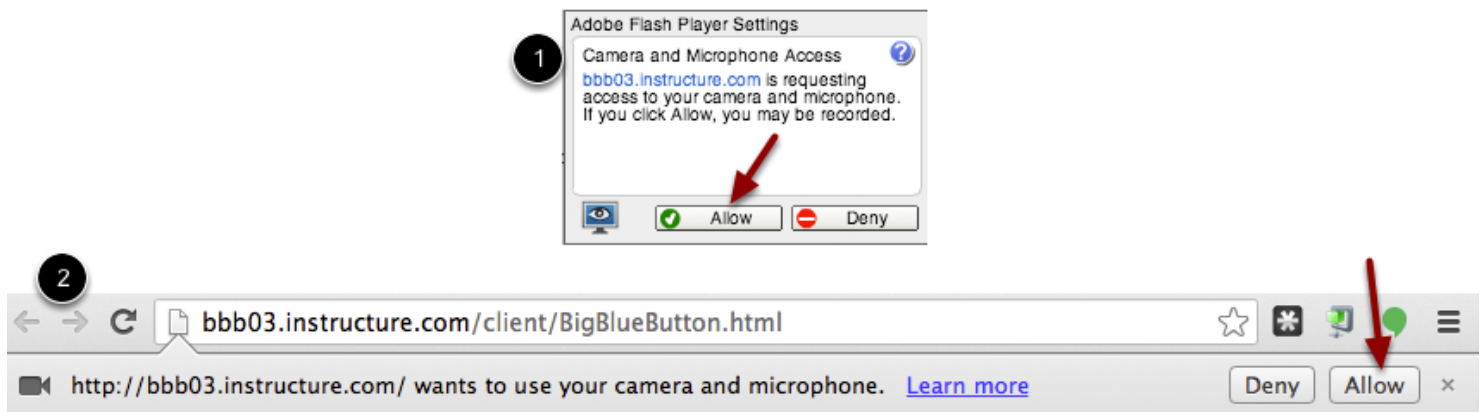 Adobe Flash Player Settings
1
Camera and Microphone Access
?
bbb03.instructure.com is requesting
access to your camera and microphone.
If you click Allow, you may be recorded.
Allow
Deny
2
bbb03.instructure.com/client/BigBlueButton.html
http://bbb03.instructure.com/ wants to use your camera and microphone. Learn more
Deny
Allow
×